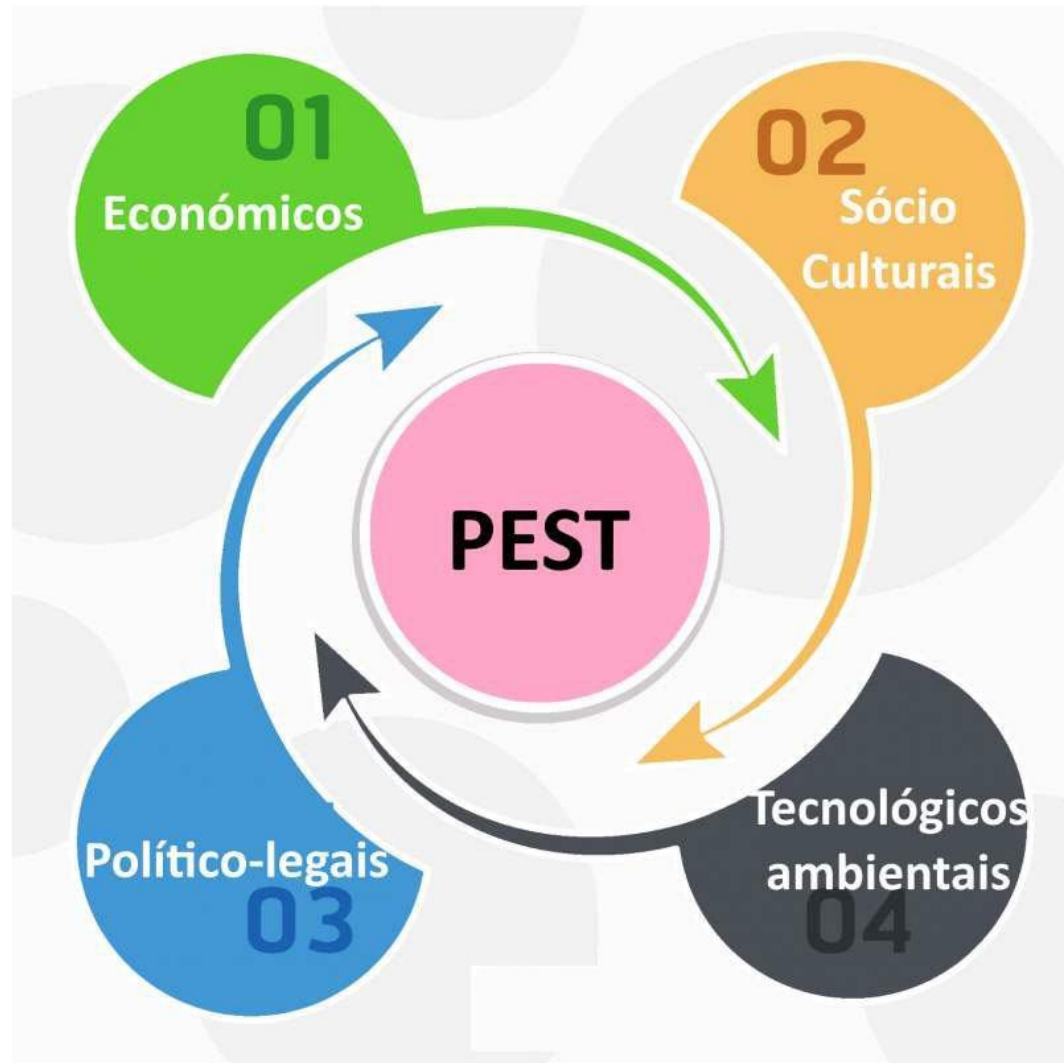 01
Económicos
02
Sócio
Culturais
PEST
Político-legais
03
Tecnológicos
ambientais
04